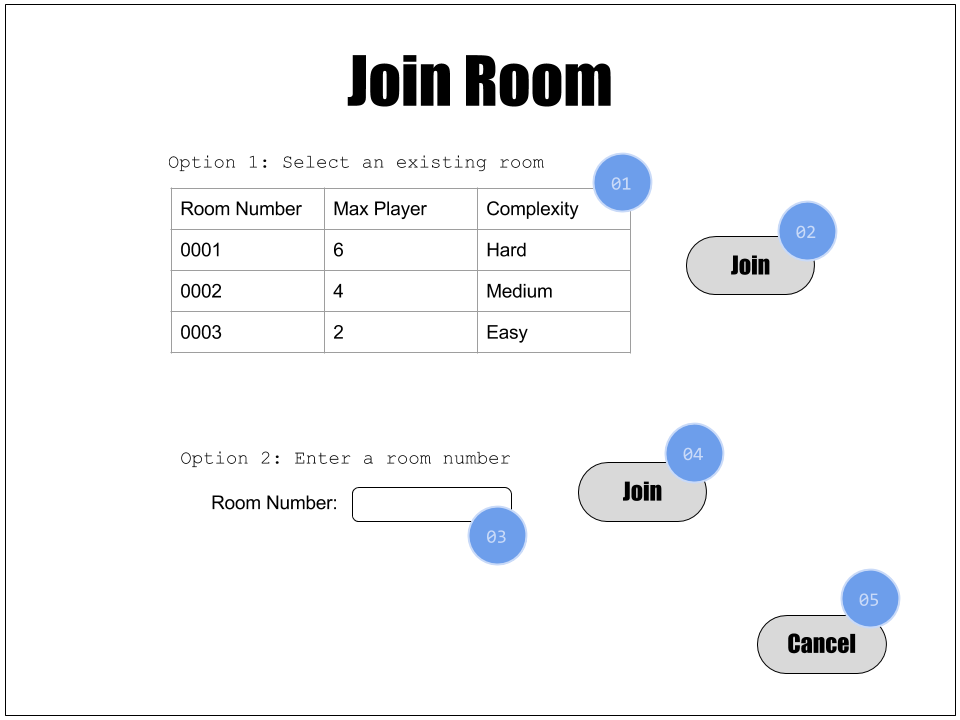 Join Room
Option 1: Select an existing room
01
Room Number Max Player Complexity
0001 6 Hard
0002 4 Medium
0003 2 Easy
02
Join
Option 2: Enter a room number
Room Number:
03
04
Join
05
Cancel